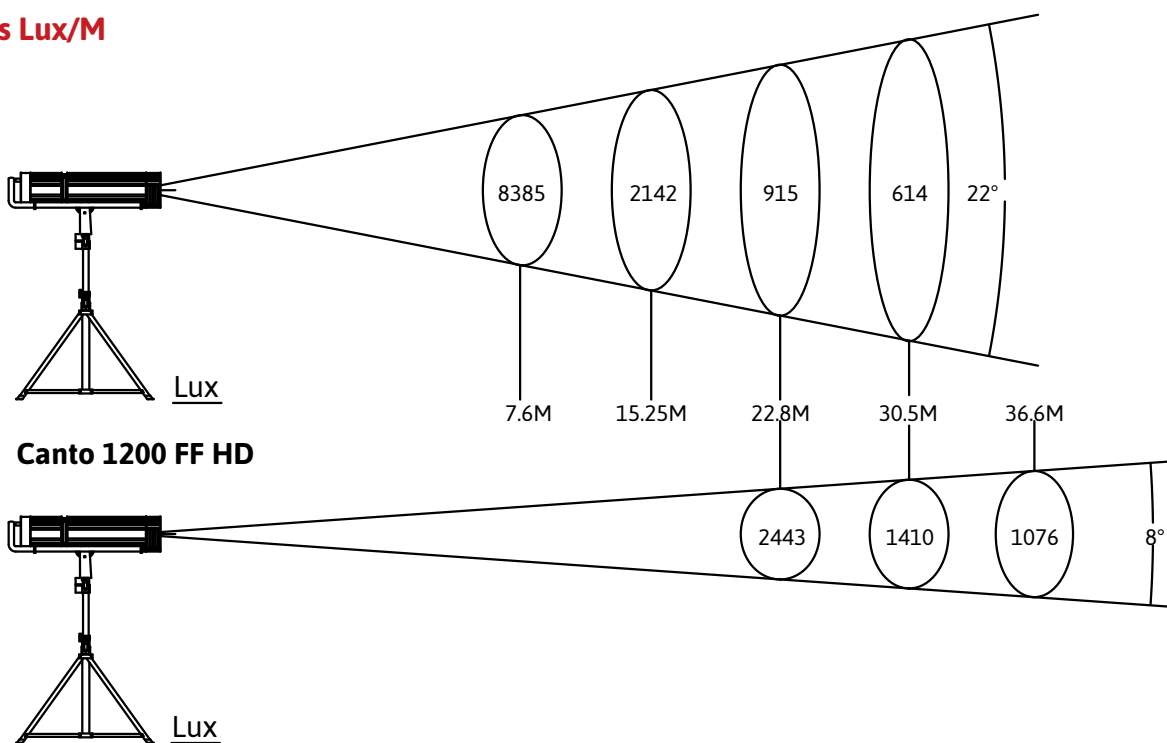 s Lux/M
8385 2142 915 614 22°
Lux
7.6M 15.25M 22.8M 30.5M 36.6M
Canto 1200 FF HD
2443 1410 1076 8°
Lux